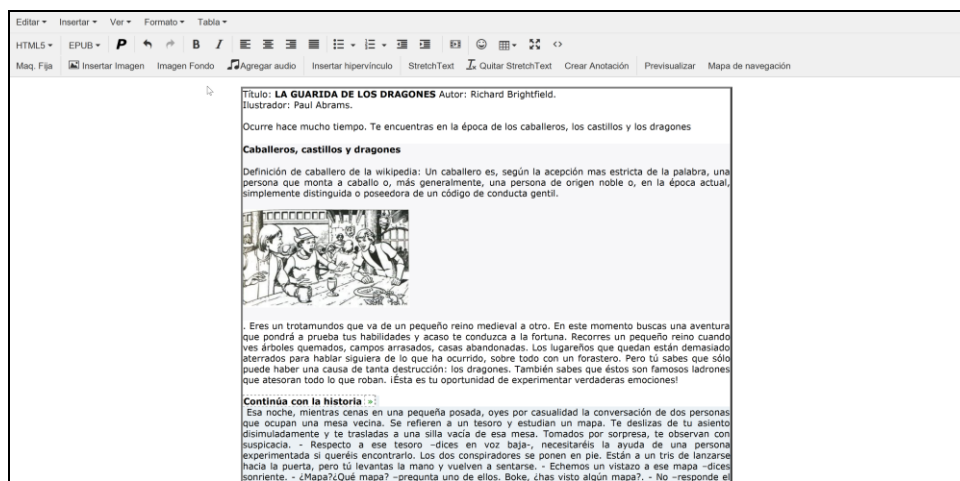 Editar Insertar Ver Formato Tabla
HTML5 EPUB P B I
Maq. Fija Insertar Imagen Imagen Fondo Agregar audio Insertar hipervínculo StretchText Quitar StretchText Crear Anotación Previsualizar Mapa de navegación
Título: LA GUARIDA DE LOS DRAGONES Autor: Richard Brightfield.
Ilustrador: Paul Abrams.
Ocurre hace mucho tiempo. Te encuentras en la época de los caballeros, los castillos y los dragones
Caballeros, castillos y dragones
Definición de caballero de la wikipedia: Un caballero es, según la acepción mas estricta de la palabra, una
persona que monta a caballo o, más generalmente, una persona de origen noble o, en la época actual,
simplemente distinguida o poseedora de un código de conducta gentil.
. Eres un trotamundos que va de un pequeño reino medieval a otro. En este momento buscas una aventura
que pondrá a prueba tus habilidades y acaso te conduzca a la fortuna. Recorres un pequeño reino cuando
ves árboles quemados, campos arrasados, casas abandonadas. Los lugareños que quedan están demasiado
aterrados para hablar siguiera de lo que ha ocurrido, sobre todo con un forastero. Pero tú sabes que sólo
puede haber una causa de tanta destrucción: los dragones. También sabes que éstos son famosos ladrones
que atesoran todo lo que roban. ¡Ésta es tu oportunidad de experimentar verdaderas emociones!
Continúa con la historia »
Esa noche, mientras cenas en una pequeña posada, oyes por casualidad la conversación de dos personas
que ocupan una mesa vecina. Se refieren a un tesoro y estudian un mapa. Te deslizas de tu asiento
disimuladamente y te trasladas a una silla vacía de esa mesa. Tomados por sorpresa, te observan con
suspicacia. - Respecto a ese tesoro –dices en voz baja-, necesitaréis la ayuda de una persona
experimentada si queréis encontrarlo. Los dos conspiradores se ponen en pie. Están a un tris de lanzarse
hacia la puerta, pero tú levantas la mano y vuelven a sentarse. - Echemos un vistazo a ese mapa –dices
sonriente. - ¿Mapa?¿Qué mapa? –pregunta uno de ellos. Boke, ¿has visto algún mapa?. - No –responde el